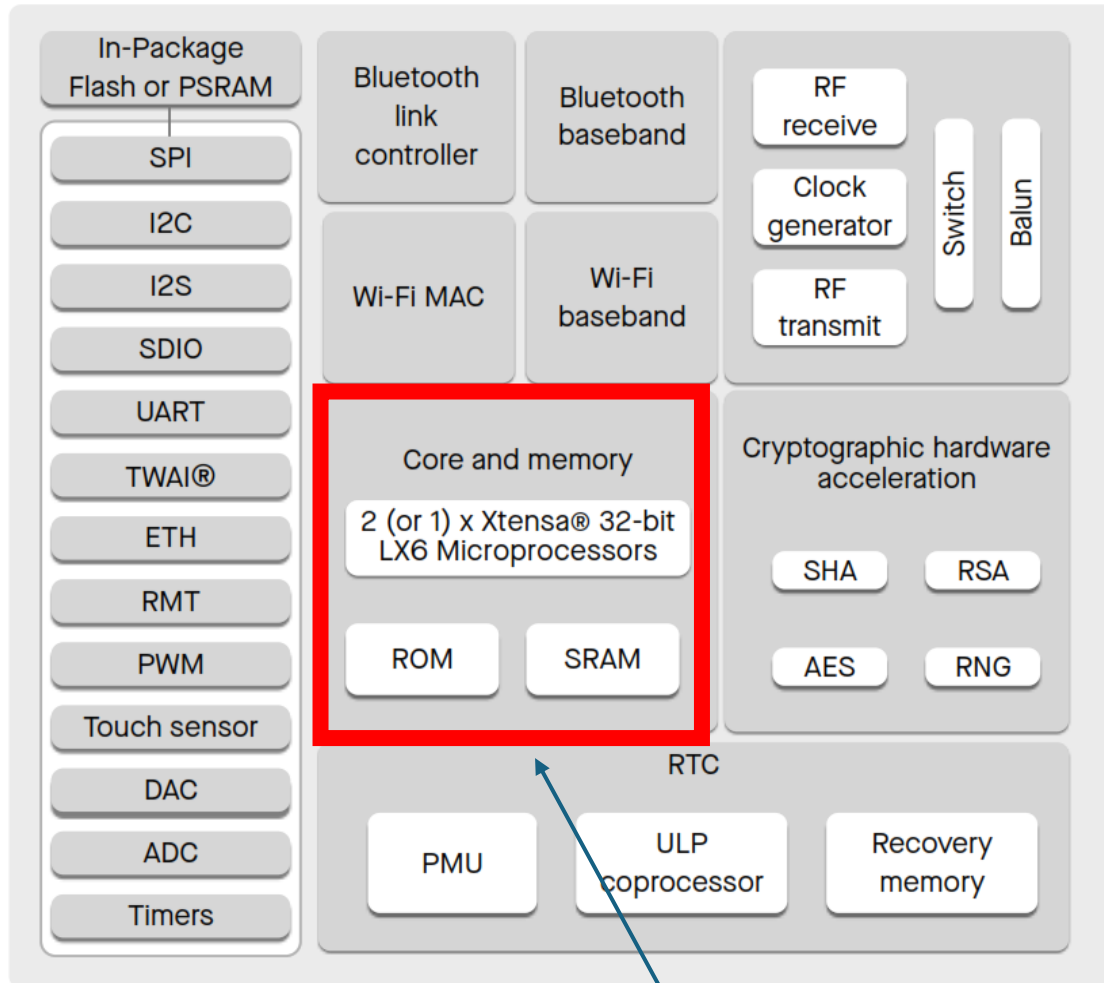 In-Package
Flash or PSRAM
SPI
I2C
I2S
SDIO
UART
TWAI®
ETH
RMT
PWM
Touch sensor
DAC
ADC
Timers
Bluetooth
link
controller
Bluetooth
baseband
Wi-Fi MAC
Wi-Fi
baseband
RF
receive
Clock
generator
RF
transmit
Switch
Balun
Core and memory
2 (or 1) x Xtensa® 32-bit
LX6 Microprocessors
ROM
SRAM
Cryptographic hardware
acceleration
SHA
RSA
AES
RNG
RTC
PMU
ULP
coprocessor
Recovery
memory